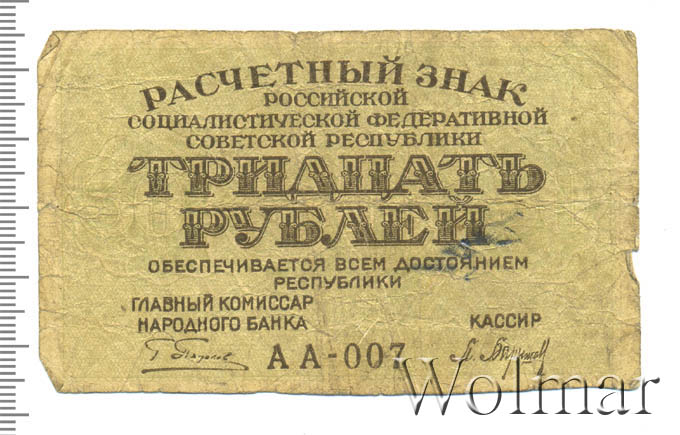 РАСЧЕТНЫЙ ЗНАК
РОССИЙСКОЙ
СОЦИАЛИСТИЧЕСКОЙ ФЕДЕРАТИВНОЙ
СОВЕТСКОЙ РЕСПУБЛИКИ
ТРИДЦАТЬ
РУБЛЕЙ
ОБЕСПЕЧИВАЕТСЯ ВСЕМ ДОСТОЯНИЕМ
РЕСПУБЛИКИ
ГЛАВНЫЙ КОМИССАР
НАРОДНОГО БАНКА
КАССИР
АА-007
Wolmar